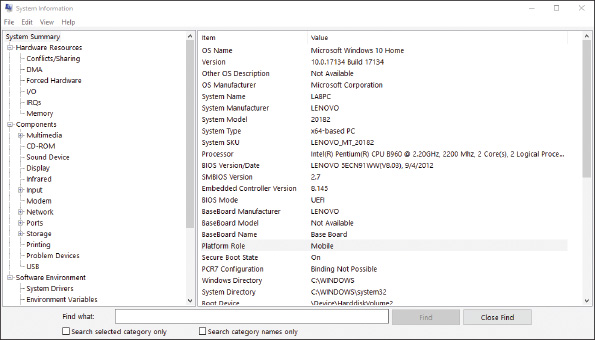 System Information
File Edit View Help
System Summary
Hardware Resources
Conflicts/Sharing
DMA
Forced Hardware
I/O
IRQs
Memory
Components
Multimedia
CD-ROM
Sound Device
Display
Infrared
Input
Modem
Network
Ports
Storage
Printing
Problem Devices
USB
Software Environment
System Drivers
Environment Variables
Item Value
OS Name Microsoft Windows 10 Home
Version 10.0.17134 Build 17134
Other OS Description Not Available
OS Manufacturer Microsoft Corporation
System Name LABPC
System Manufacturer LENOVO
System Model 20182
System Type x64-based PC
System SKU LENOVO_MT_20182
Processor Intel(R) Pentium(R) CPU B960 @ 2.20GHz, 2200 Mhz, 2 Core(s), 2 Logical Proce...
BIOS Version/Date LENOVO 5ECN91WW(V8.03), 9/4/2012
SMBIOS Version 2.7
Embedded Controller Version 8.145
BIOS Mode UEFI
BaseBoard Manufacturer LENOVO
BaseBoard Model Not Available
BaseBoard Name Base Board
Platform Role Mobile
Secure Boot State On
PCR7 Configuration Binding Not Possible
Windows Directory C:\WINDOWS
System Directory C:\WINDOWS\system32
Boot Device \Device\HarddiskVolume2
Find what: Find Close Find
Search selected category only Search category names only